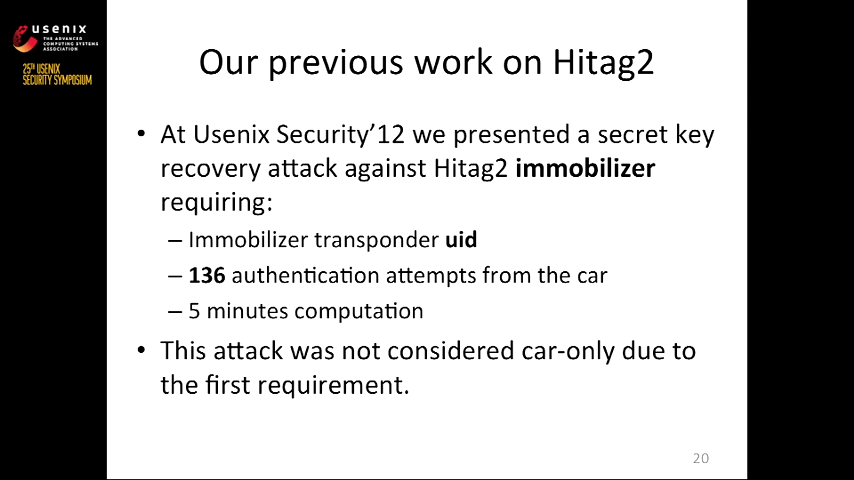 usenix
THE ADVANCED
COMPUTING SYSTEMS
ASSOCIATION
25TH USENIX
SECURITY SYMPOSIUM
Our previous work on Hitag2
• At Usenix Security’12 we presented a secret key
recovery attack against Hitag2 immobilizer
requiring:
– Immobilizer transponder uid
– 136 authentication attempts from the car
– 5 minutes computation
• This attack was not considered car-only due to
the first requirement.
20